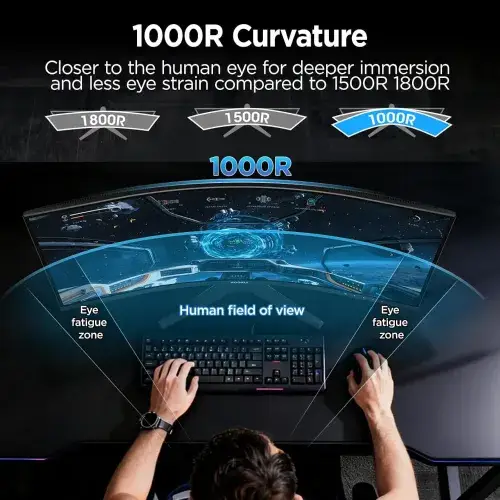 1000R Curvature
Closer to the human eye for deeper immersion
and less eye strain compared to 1500R 1800R
1800R
1500R
1000R
1000R
Eye
fatigue
zone
Human field of view
Eye
fatigue
zone